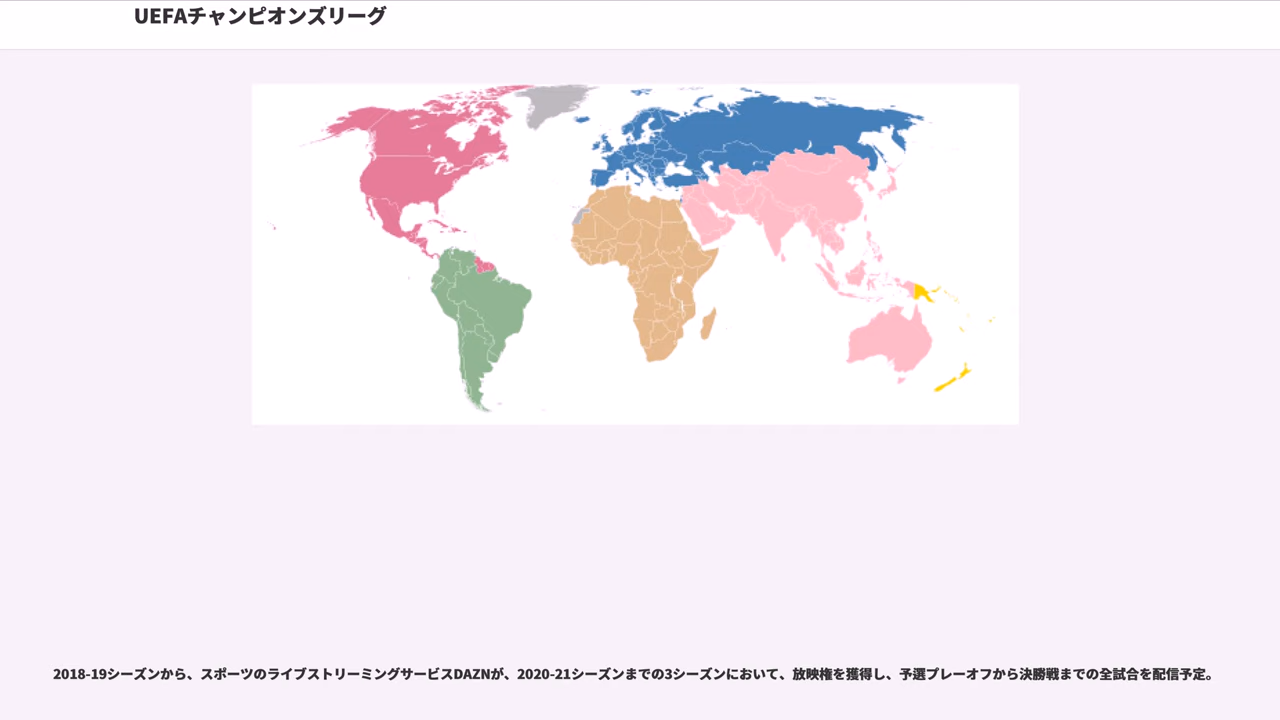 UEFAチャンピオンズリーグ
2018-19シーズンから、スポーツのライブストリーミングサービスDAZNが、2020-21シーズンまでの3シーズンにおいて、放映権を獲得し、予選プレーオフから決勝戦までの全試合を配信予定。